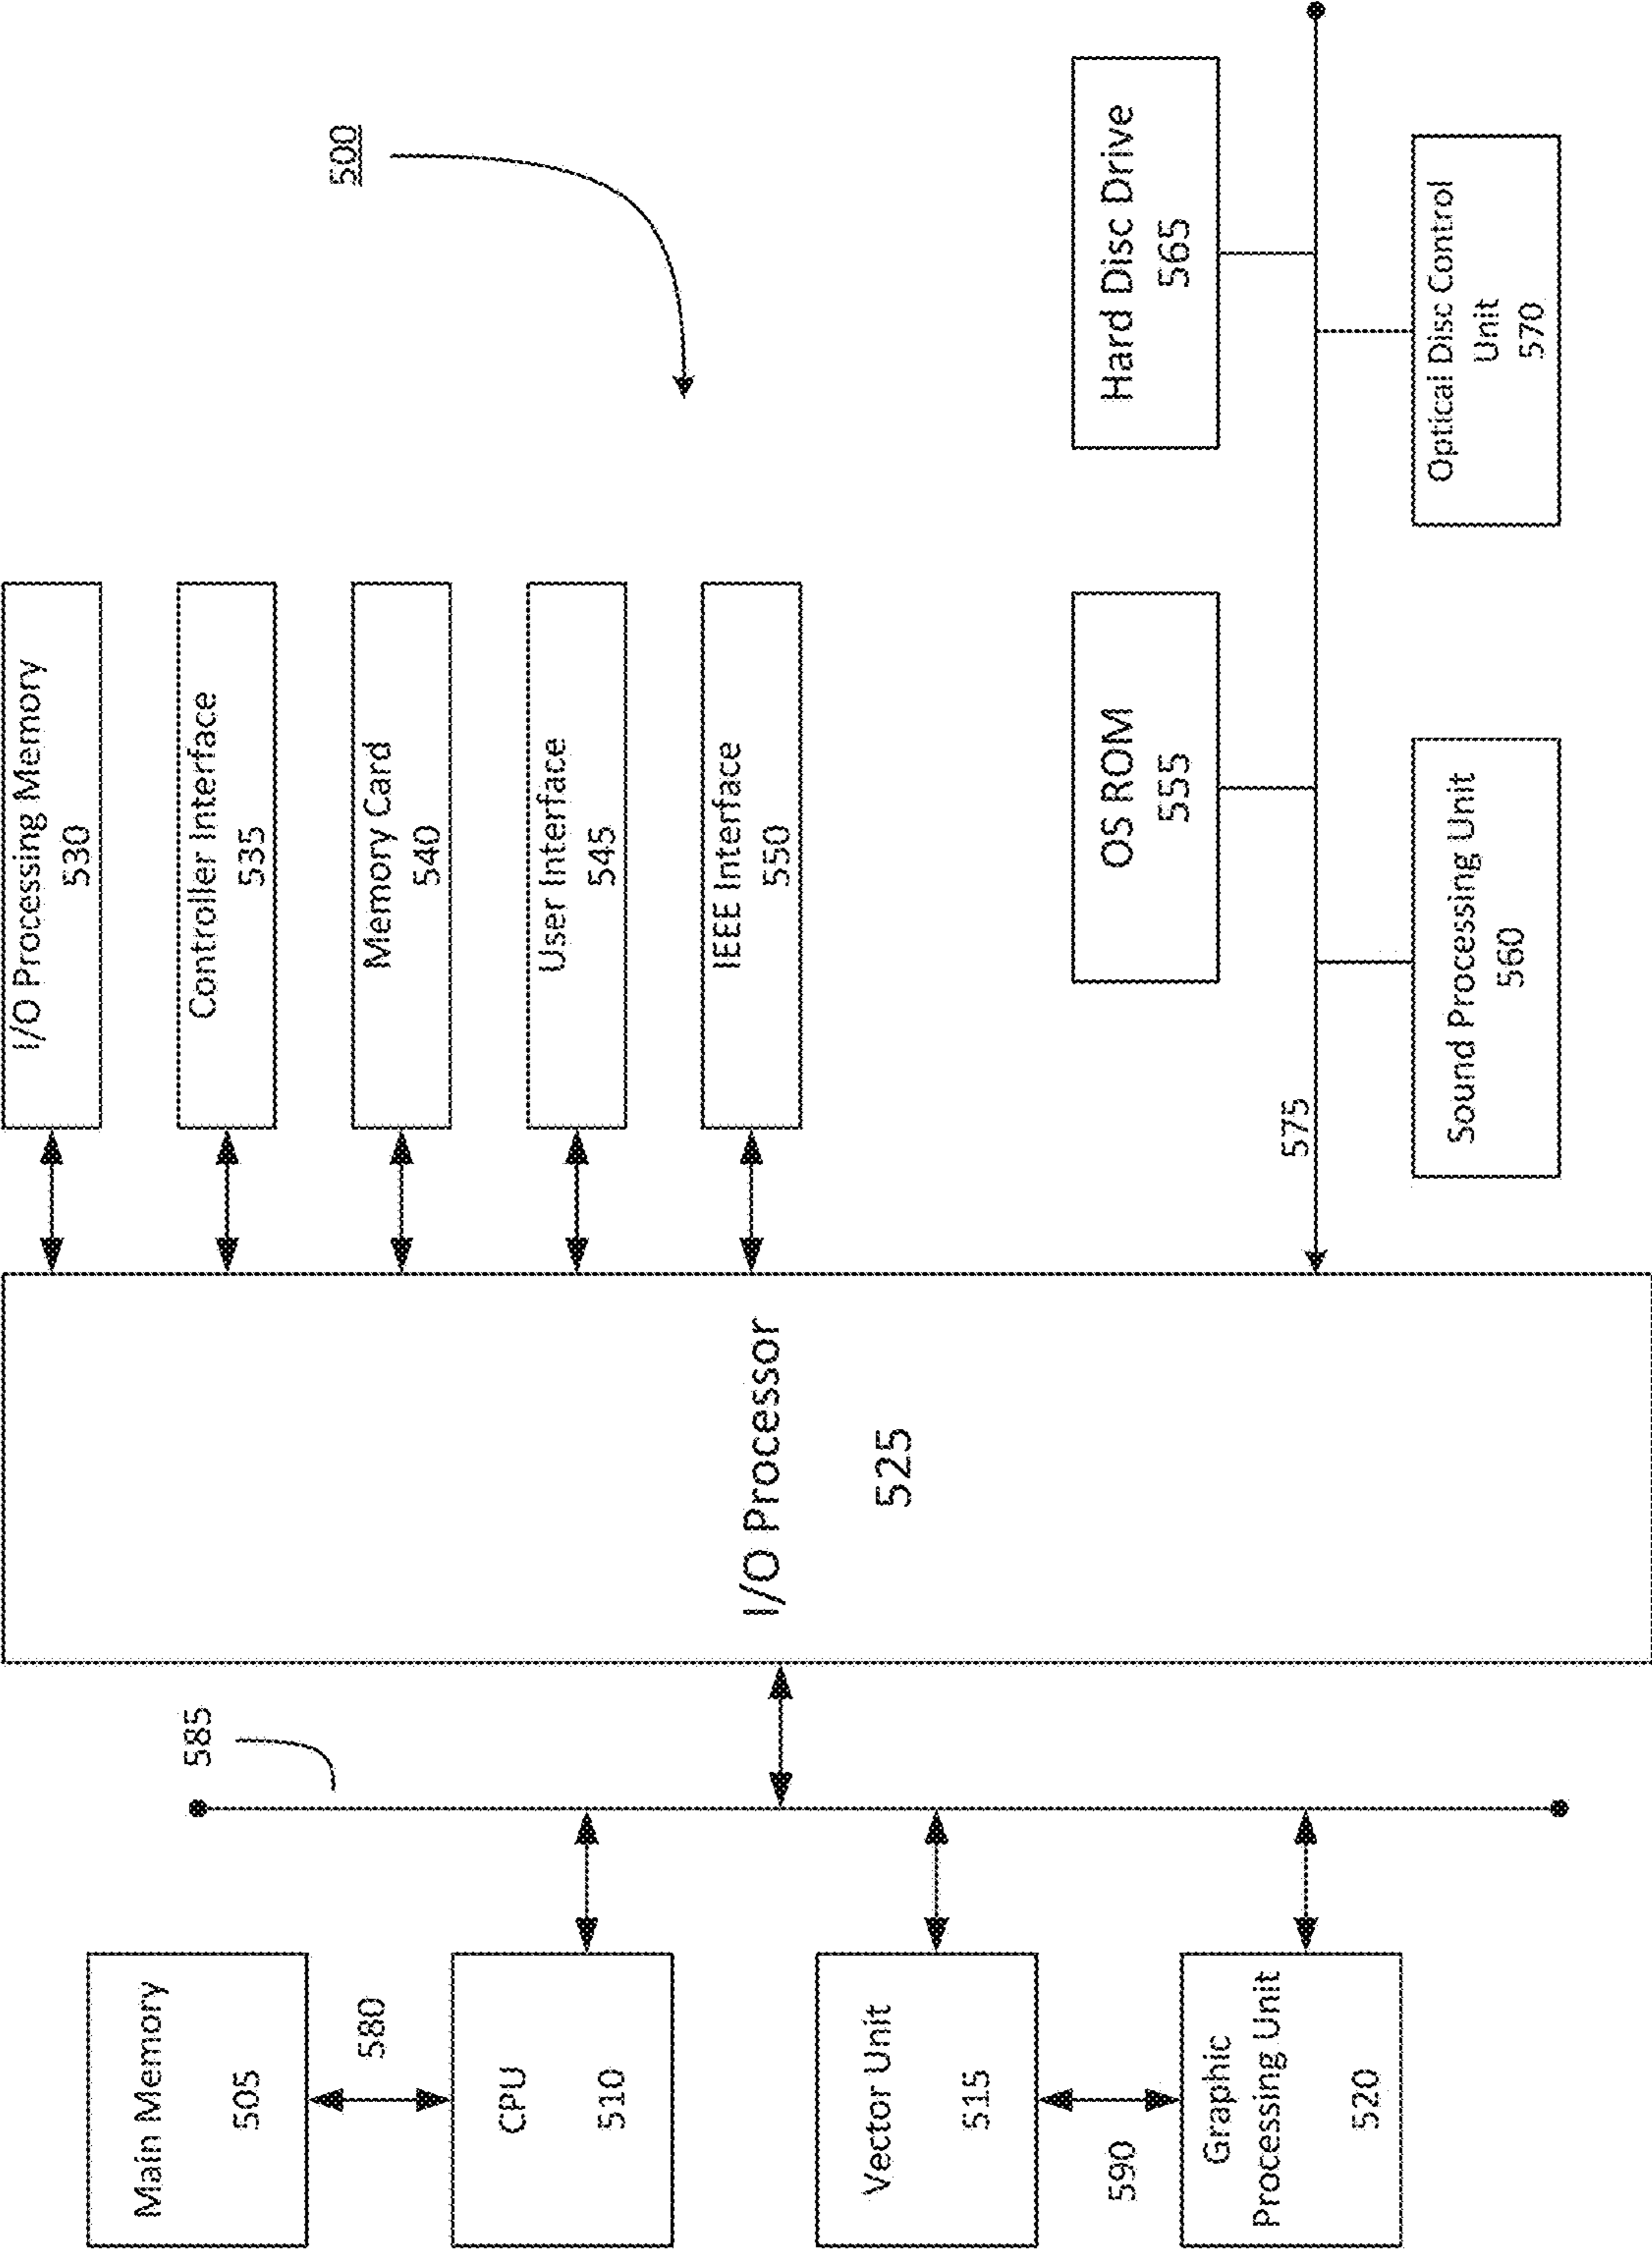 500
Main Memory
505
580
CPU
510
Vector Unit
515
590
Graphic
Processing Unit
520
585
I/O Processor
525
I/O Processing Memory
530
Controller Interface
535
Memory Card
540
User Interface
545
IEEE Interface
550
575
OS ROM
555
Sound Processing Unit
560
Hard Disc Drive
565
Optical Disc Control
Unit
570